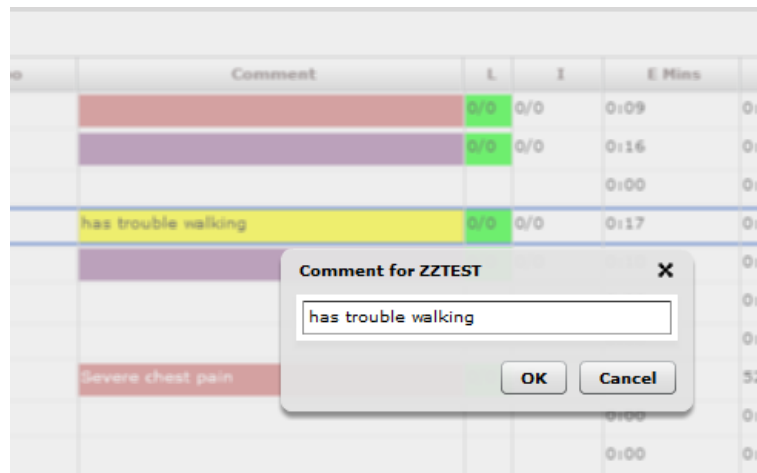 Comment L I E Mins
0/0 0/0 0:09
0/0 0/0 0:16
0:00
has trouble walking 0/0 0/0 0:17
Comment for ZZTEST
has trouble walking
Severe chest pain
OK Cancel
0:00
0:00